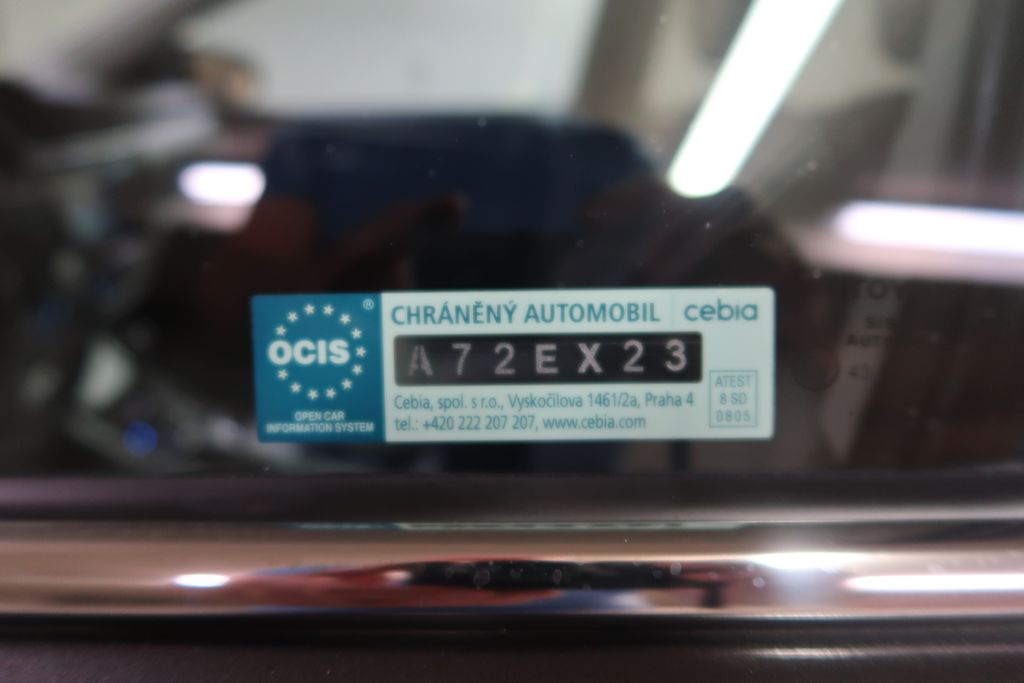 CHRÁNĚNÝ AUTOMOBIL cebia
OCIS ®
A72EX23
OPEN CAR
INFORMATION SYSTEM
Cebia, spol. s r.o., Vyskočilova 1461/2a, Praha 4
tel.: +420 222 207 207, www.cebia.com
ATEST
8 SD
0805